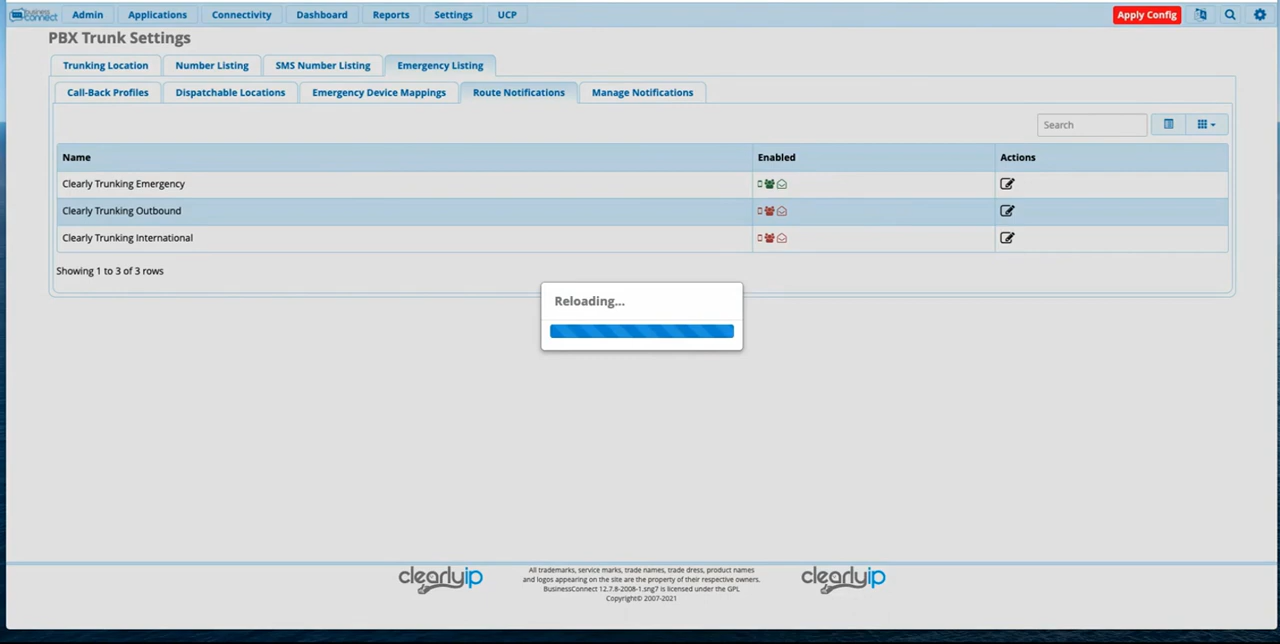 business connect Admin Applications Connectivity Dashboard Reports Settings UCP Apply Config
PBX Trunk Settings
Trunking Location Number Listing SMS Number Listing Emergency Listing
Call-Back Profiles Dispatchable Locations Emergency Device Mappings Route Notifications Manage Notifications
Search
Name Enabled Actions
Clearly Trunking Emergency
Clearly Trunking Outbound
Clearly Trunking International
Showing 1 to 3 of 3 rows
Reloading...
clearlyip
All trademarks, service marks, trade names, trade dress, product names
and logos appearing on the site are the property of their respective owners.
BusinessConnect 12.7.8-2008-1.sng7 is licensed under the GPL
Copyright© 2007-2021
clearlyip